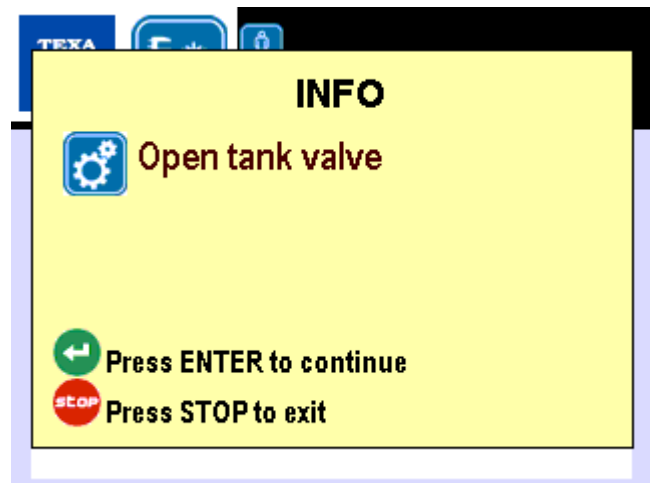 TEXA
INFO
Open tank valve
Press ENTER to continue
stop Press STOP to exit